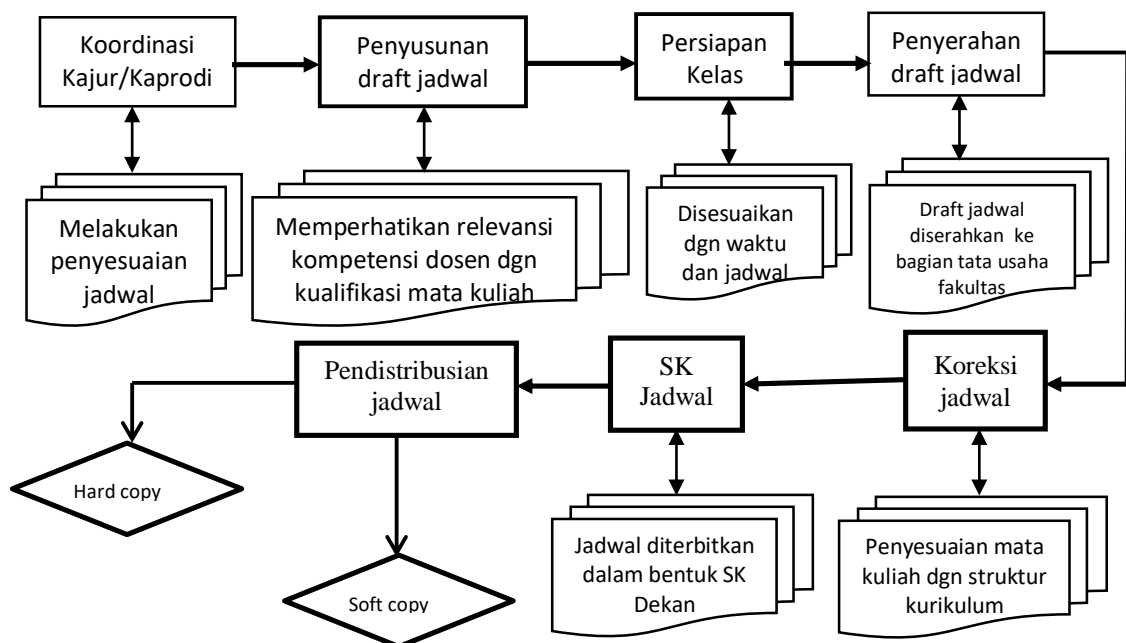 Koordinasi
Kajur/Kaprodi
Penyusunan
draft jadwal
Persiapan
Kelas
Penyerahan
draft jadwal
Melakukan
penyesuaian
jadwal
Memperhatikan relevansi
kompetensi dosen dgn
kualifikasi mata kuliah
Disesuaikan
dgn waktu
dan jadwal
Draft jadwal
diserahkan ke
bagian tata usaha
fakultas
Koreksi
jadwal
SK
Jadwal
Pendistribusian
jadwal
Hard copy
Soft copy
Jadwal diterbitkan
dalam bentuk SK
Dekan
Penyesuaian mata
kuliah dgn struktur
kurikulum